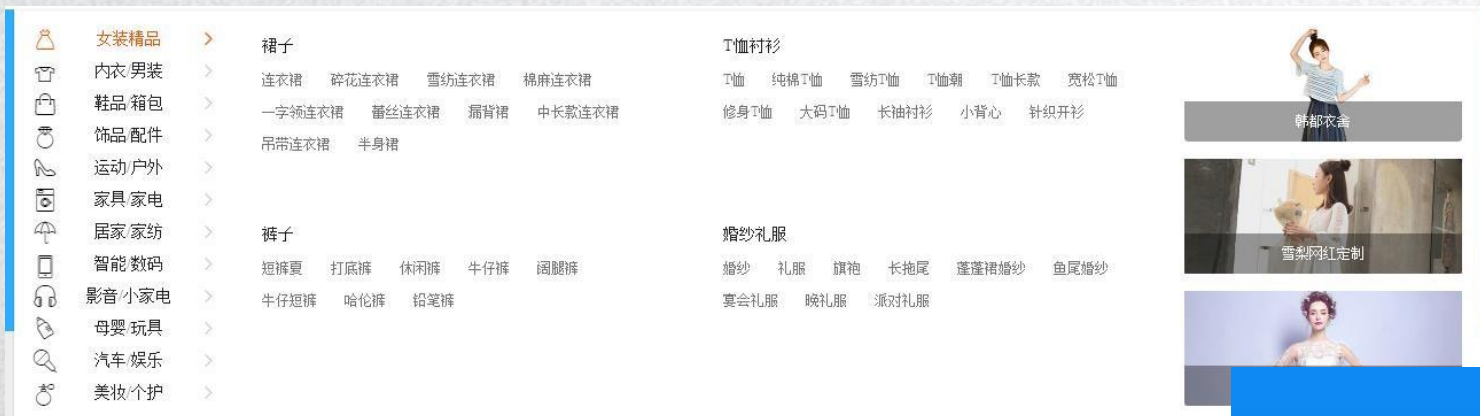 女装精品
内衣/男装
鞋品/箱包
饰品/配件
运动/户外
家具/家电
居家/家纺
智能/数码
影音/小家电
母婴/玩具
汽车/娱乐
美妆/个护
裙子
连衣裙 碎花连衣裙 雪纺连衣裙 棉麻连衣裙
一字领连衣裙 蕾丝连衣裙 漏背裙 中长款连衣裙
吊带连衣裙 半身裙
T恤衬衫
T恤 纯棉T恤 雪纺T恤 T恤潮 T恤长款 宽松T恤
修身T恤 大码T恤 长袖衬衫 小背心 针织开衫
裤子
短裤夏 打底裤 休闲裤 牛仔裤 阔腿裤
牛仔短裤 哈伦裤 铅笔裤
婚纱礼服
婚纱 礼服 旗袍 长拖尾 蓬蓬裙婚纱 鱼尾婚纱
宴会礼服 晚礼服 派对礼服
韩都衣舍
雪梨网红定制